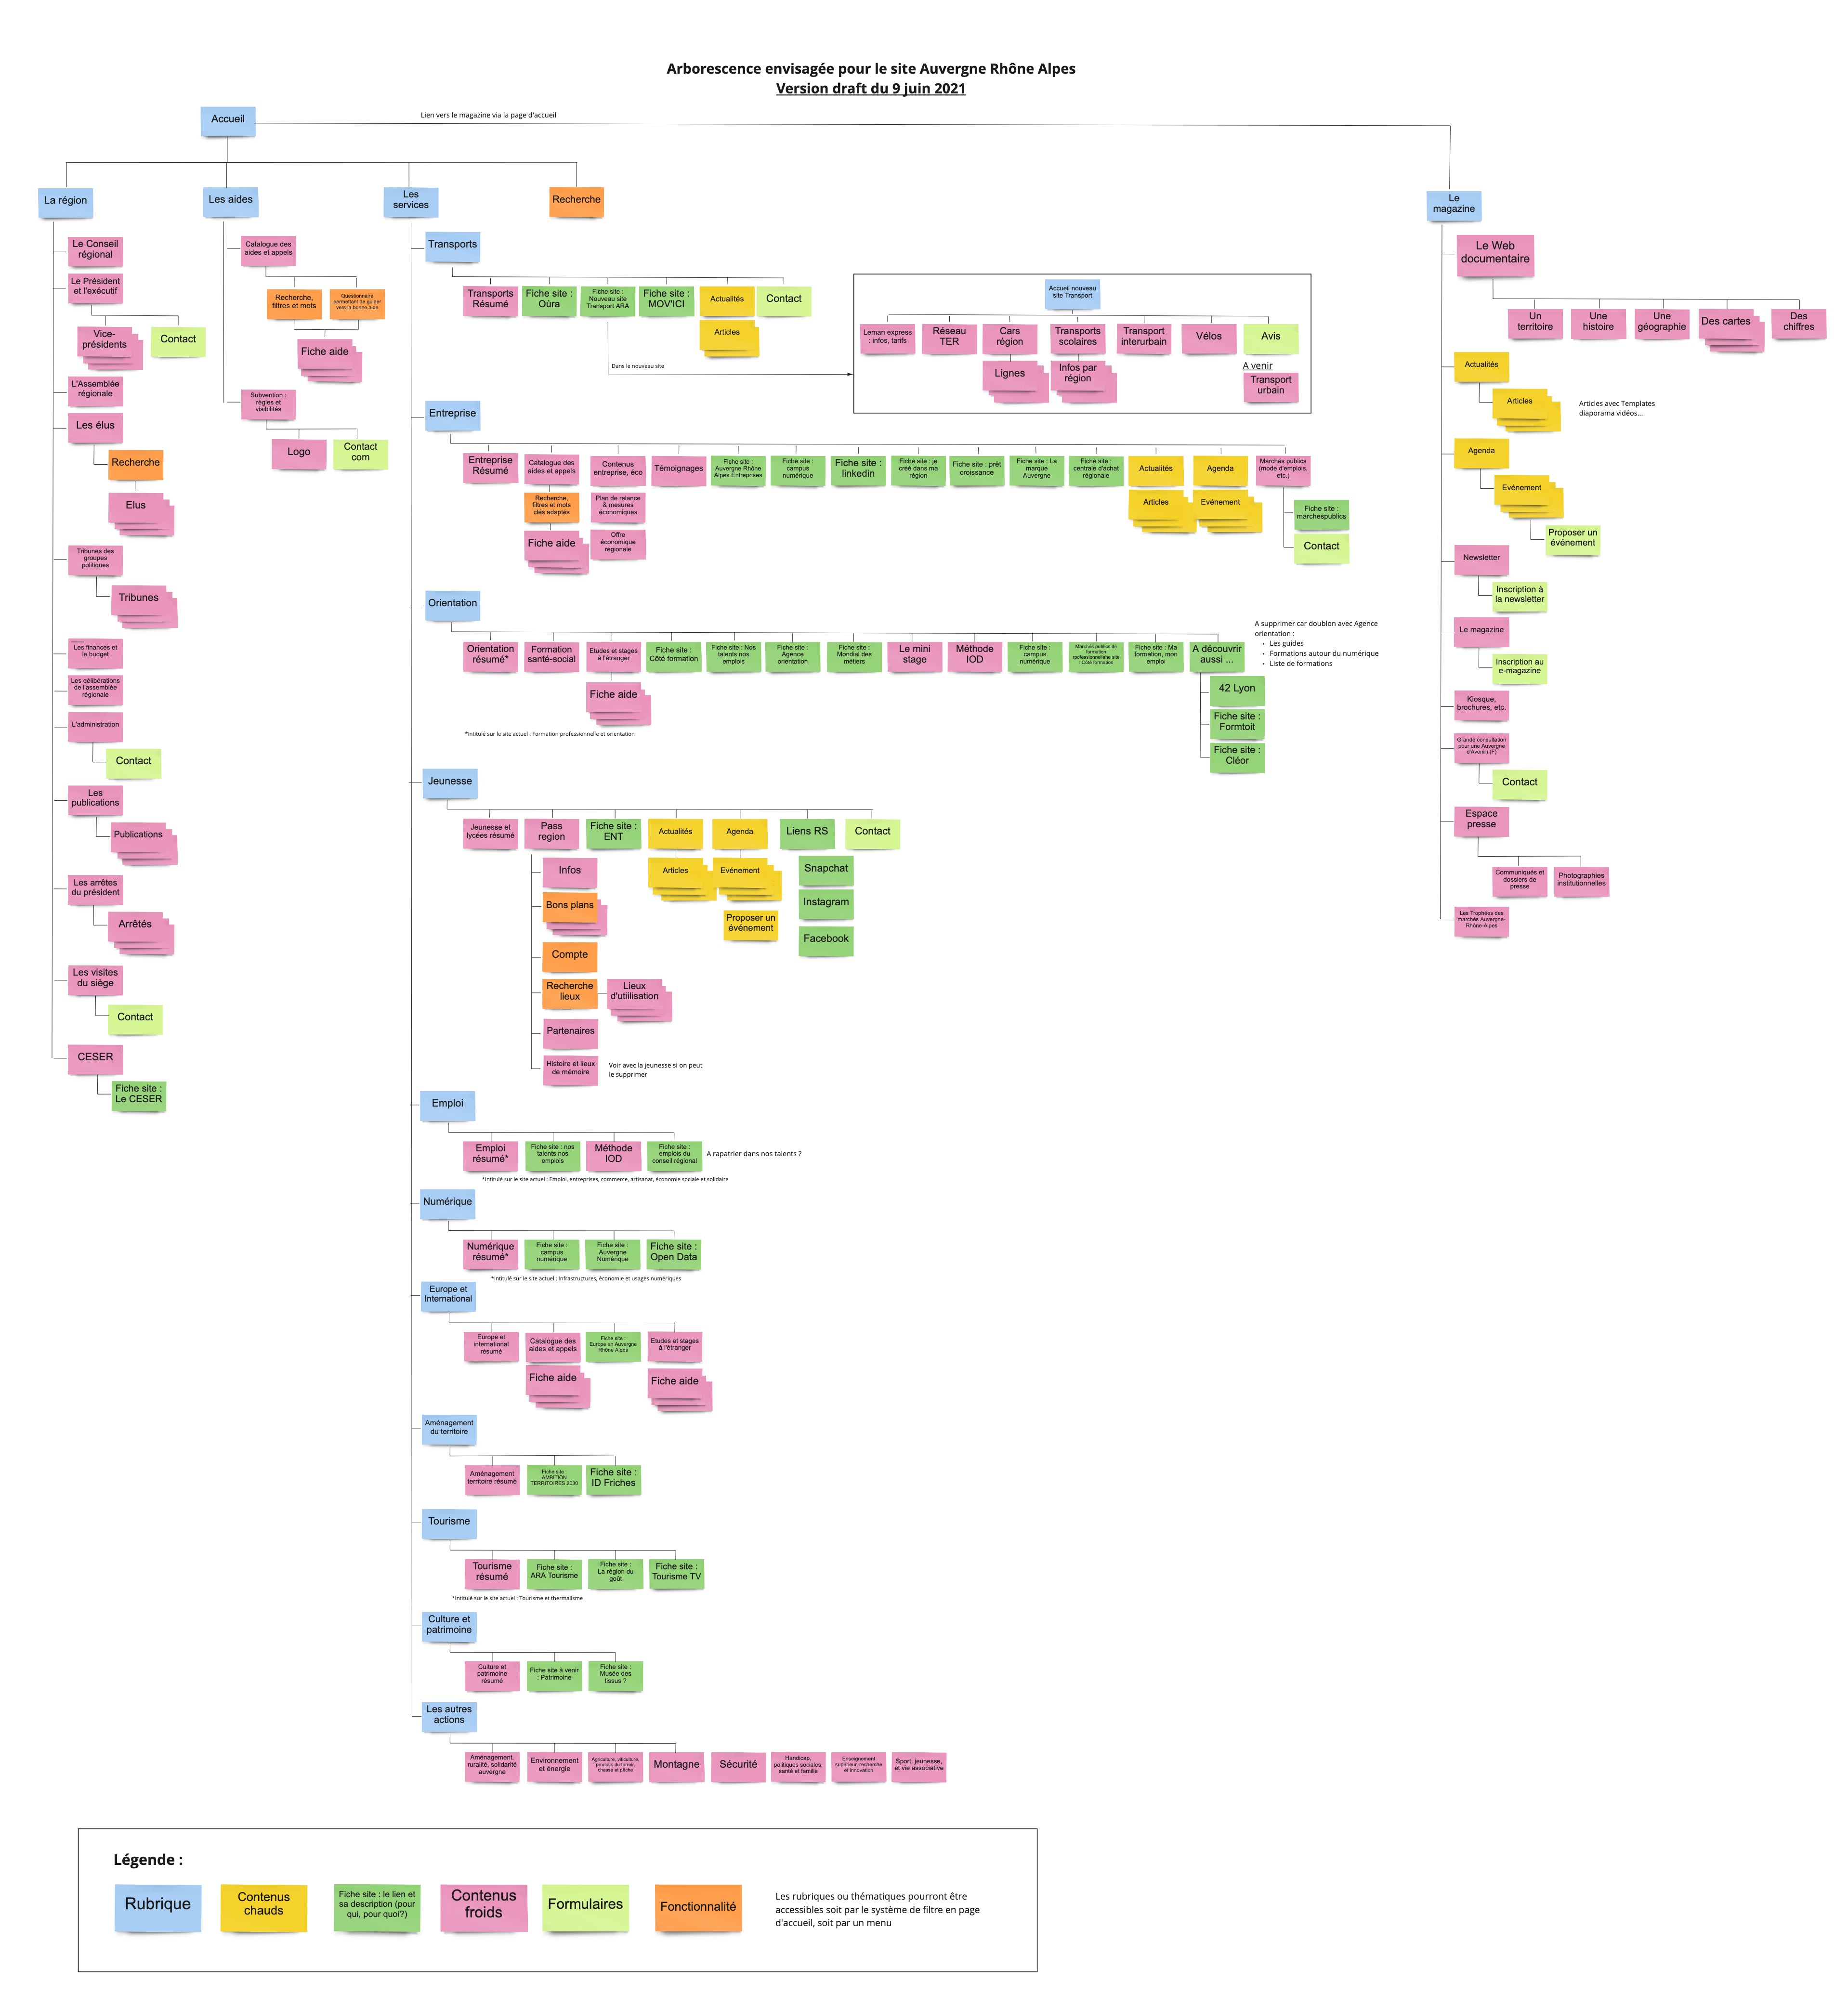 Arborescence envisagée pour le site Auvergne Rhône Alpes
Version draft du 9 juin 2021
Accueil
Lien vers le magazine via la page d'accueil
La région
Le Conseil
régional
Le Président
et l'exécutif
Vice-
présidents
Contact
L'Assemblée
régionale
Les élus
Recherche
Elus
Tribunes des
groupes
politiques
Tribunes
Les finances et
le budget
Les délibérations
de l'assemblée
régionale
L'administration
Contact
Les
publications
Publications
Les arrêtes
du président
Arrêtés
Les visites
du siège
Contact
CESER
Fiche site :
Le CESER
Les aides
Catalogue des
aides et appels
Recherche,
filtres et mots
Questionnaire
permettant de guider
vers la bonne aide
Fiche aide
Subvention :
règles et
visibilités
Logo
Contact
com
Les
services
Recherche
Transports
Transports
Résumé
Fiche site :
Oùra
Fiche site :
Nouveau site
Transport ARA
Fiche site :
MOV'ICI
Actualités
Articles
Contact
Dans le nouveau site
Accueil nouveau
site Transport
Leman express
: infos, tarifs
Réseau
TER
Cars
région
Lignes
Transports
scolaires
Infos par
région
Transport
interurbain
Vélos
Avis
A venir
Transport
urbain
Entreprise
Entreprise
Résumé
Catalogue des
aides et appels
Recherche,
filtres et mots
clés adaptés
Fiche aide
Contenus
entreprise, éco
Plan de relance
& mesures
économiques
Offre
économique
régionale
Témoignages
Fiche site :
Auvergne Rhône
Alpes Entreprises
Fiche site :
campus
numérique
Fiche site :
linkedin
Fiche site : je
créé dans ma
région
Fiche site : prêt
croissance
Fiche site : La
marque
Auvergne
Fiche site :
centrale d'achat
régionale
Actualités
Articles
Agenda
Evénement
Marchés publics
(mode d'emplois,
etc.)
Fiche site :
marchespublics
Contact
Orientation
Orientation
résumé*
Formation
santé-social
Etudes et stages
à l'étranger
Fiche aide
Fiche site :
Côté formation
Fiche site : Nos
talents nos
emplois
Fiche site :
Agence
orientation
Fiche site :
Mondial des
métiers
Le mini
stage
Méthode
IOD
Fiche site :
campus
numérique
Marchés publics de
formation
:professionnelle/ne site
: Côté formation
Fiche site : Ma
formation, mon
emploi
A découvrir
aussi ...
42 Lyon
Fiche site :
Formtoit
Fiche site :
Cléor
A supprimer car doublon avec Agence
orientation :
• Les guides
• Formations autour du numérique
• Liste de formations
*Intitulé sur le site actuel : Formation professionnelle et orientation
Jeunesse
Jeunesse et
lycées résumé
Pass
region
Infos
Bons plans
Compte
Recherche
lieux
Lieux
d'utiilisation
Partenaires
Histoire et lieux
de mémoire
Voir avec la jeunesse si on peut
le supprimer
Fiche site :
ENT
Actualités
Articles
Agenda
Evénement
Proposer un
événement
Liens RS
Snapchat
Instagram
Facebook
Contact
Emploi
Emploi
résumé*
Fiche site : nos
talents nos
emplois
Méthode
IOD
Fiche site :
emplois du
conseil régional
A rapatrier dans nos talents ?
*Intitulé sur le site actuel : Emploi, entreprises, commerce, artisanat, économie sociale et solidaire
Numérique
Numérique
résumé*
Fiche site :
campus
numérique
Fiche site :
Auvergne
Numérique
Fiche site :
Open Data
*Intitulé sur le site actuel : Infrastructures, économie et usages numériques
Europe et
International
Europe et
international
résumé
Catalogue des
aides et appels
Fiche aide
Fiche site :
Europe en Auvergne
Rhône Alpes
Etudes et stages
à l'étranger
Fiche aide
Aménagement
du territoire
Aménagement
territoire résumé
Fiche site :
AMBITION
TERRITOIRES 2030
Fiche site :
ID Friches
Tourisme
Tourisme
résumé
Fiche site :
ARA Tourisme
Fiche site :
La région du
goût
Fiche site :
Tourisme TV
*Intitulé sur le site actuel : Tourisme et thermalisme
Culture et
patrimoine
Culture et
patrimoine
résumé
Fiche site à venir
: Patrimoine
Fiche site :
Musée des
tissus ?
Les autres
actions
Aménagement,
ruralité, solidarité
auvergne
Environnement
et énergie
Agriculture, viticulture,
produits du terroir,
chasse et pêche
Montagne
Sécurité
Handicap,
politiques sociales,
santé et famille
Enseignement
supérieur, recherche
et innovation
Sport, jeunesse,
et vie associative
Le
magazine
Le Web
documentaire
Un
territoire
Une
histoire
Une
géographie
Des cartes
Des
chiffres
Actualités
Articles
Articles avec Templates
diaporama vidéos...
Agenda
Evénement
Proposer un
événement
Newsletter
Inscription à
la newsletter
Le magazine
Inscription au
e-magazine
Kiosque,
brochures, etc.
Grande consultation
pour une Auvergne
d'Avenir) (F)
Contact
Espace
presse
Communiqués et
dossiers de
presse
Photographies
institutionnelles
Les Trophées des
marchés Auvergne-
Rhône-Alpes
Légende :
Rubrique
Contenus
chauds
Fiche site : le lien et
sa description (pour
qui, pour quoi?)
Contenus
froids
Formulaires
Fonctionnalité
Les rubriques ou thématiques pourront être
accessibles soit par le système de filtre en page
d'accueil, soit par un menu